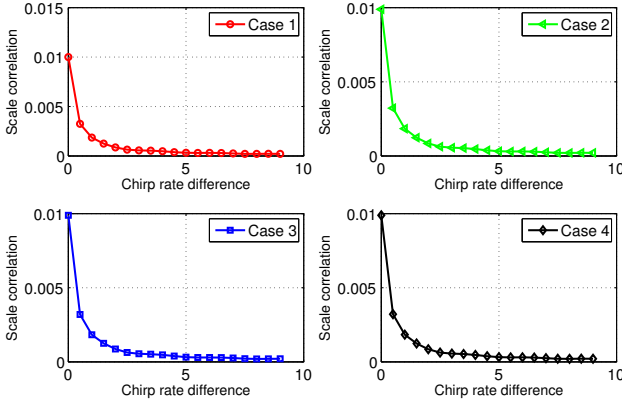 0.015
0.01
0.005
0
Scale correlation
0
5
10
Chirp rate difference
Case 1
0.01
0.005
0
Scale correlation
0
5
10
Chirp rate difference
Case 2
0.01
0.005
0
Scale correlation
0
5
10
Chirp rate difference
Case 3
0.01
0.005
0
Scale correlation
0
5
10
Chirp rate difference
Case 4